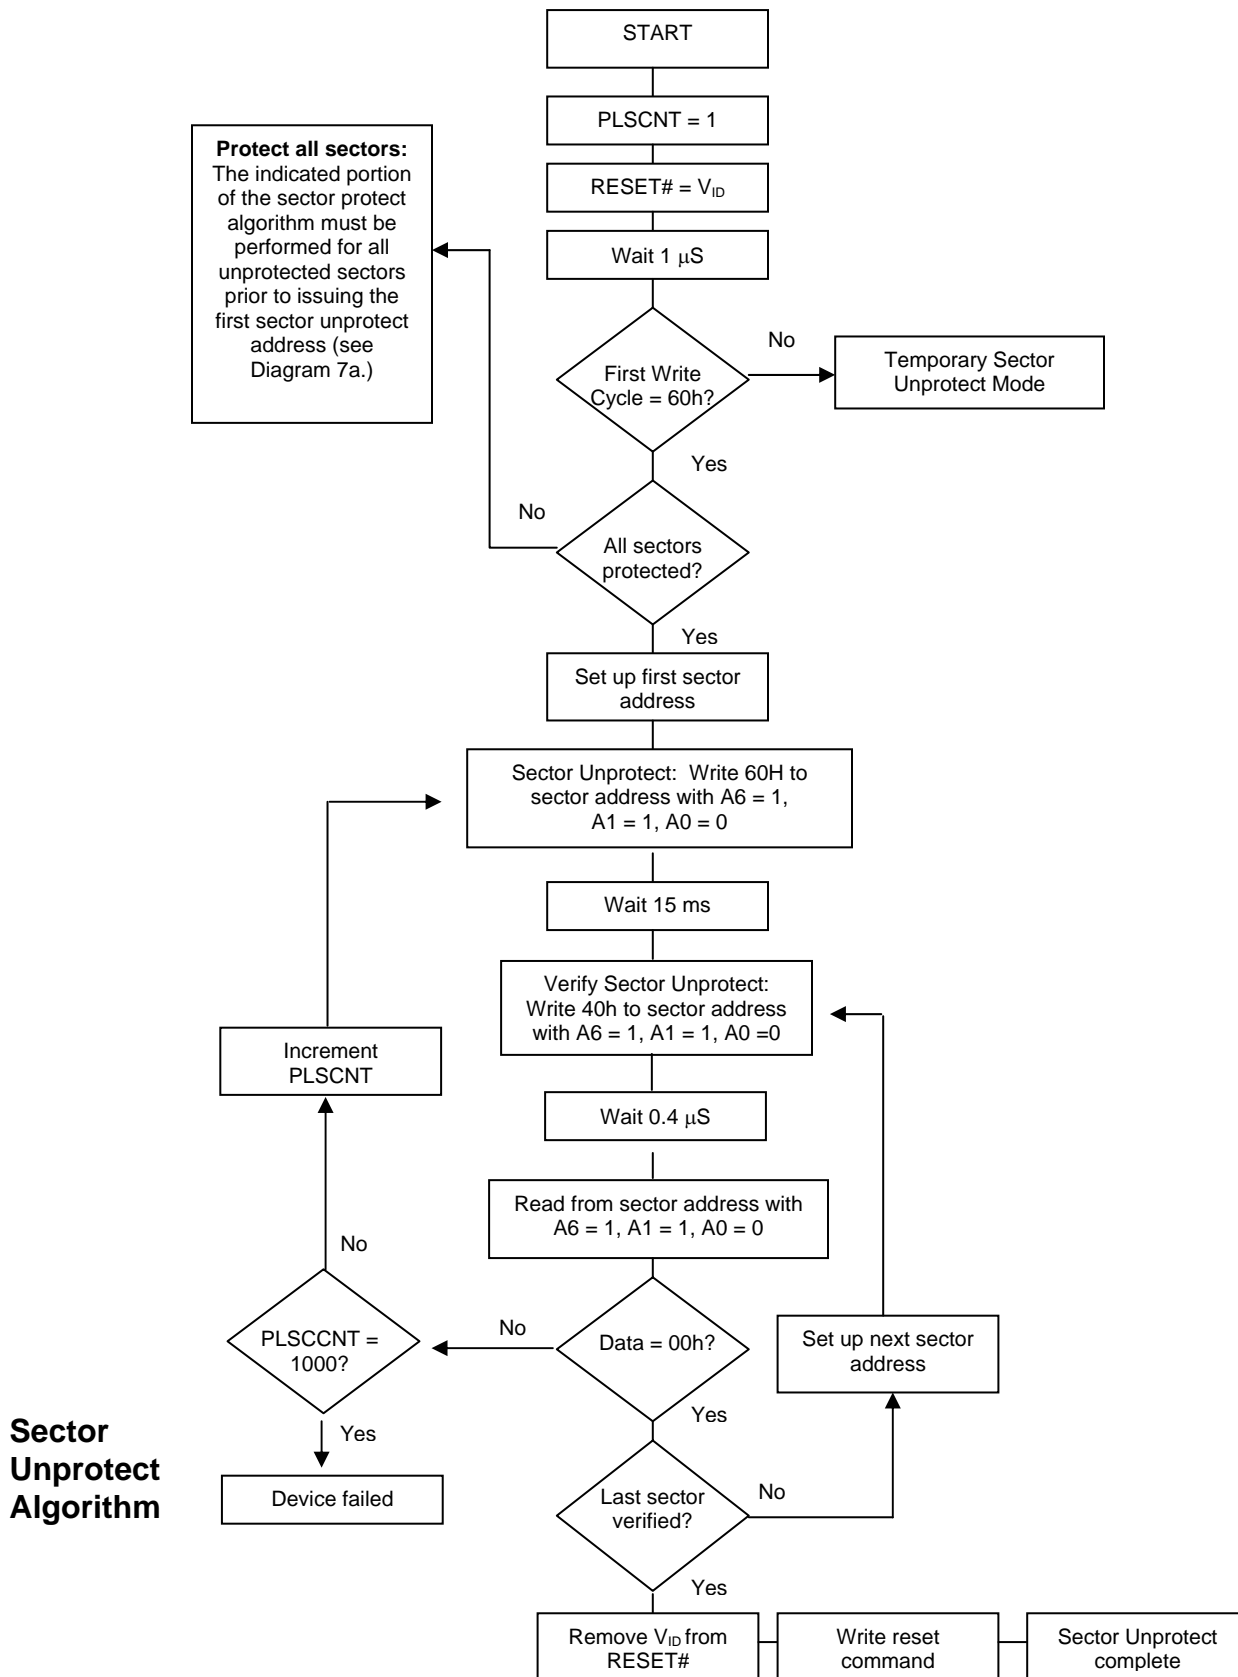 START
PLSCNT = 1
Protect all sectors:
The indicated portion
of the sector protect
algorithm must be
performed for all
unprotected sectors
prior to issuing the
first sector unprotect
address (see
Diagram 7a.)
RESET# = VID
Wait 1 μS
First Write
Cycle = 60h?
No
Temporary Sector
Unprotect Mode
Yes
No
All sectors
protected?
Yes
Set up first sector
address
Sector Unprotect: Write 60H to
sector address with A6 = 1,
A1 = 1, A0 = 0
Wait 15 ms
Verify Sector Unprotect:
Write 40h to sector address
with A6 = 1, A1 = 1, A0 =0
Increment
PLSCNT
Wait 0.4 μS
Read from sector address with
A6 = 1, A1 = 1, A0 = 0
No
PLSCCNT =
1000?
No
Data = 00h?
Set up next sector
address
Yes
Yes
Sector
Unprotect
Algorithm
Device failed
Last sector
verified?
No
Yes
Remove VID from
RESET#
Write reset
command
Sector Unprotect
complete